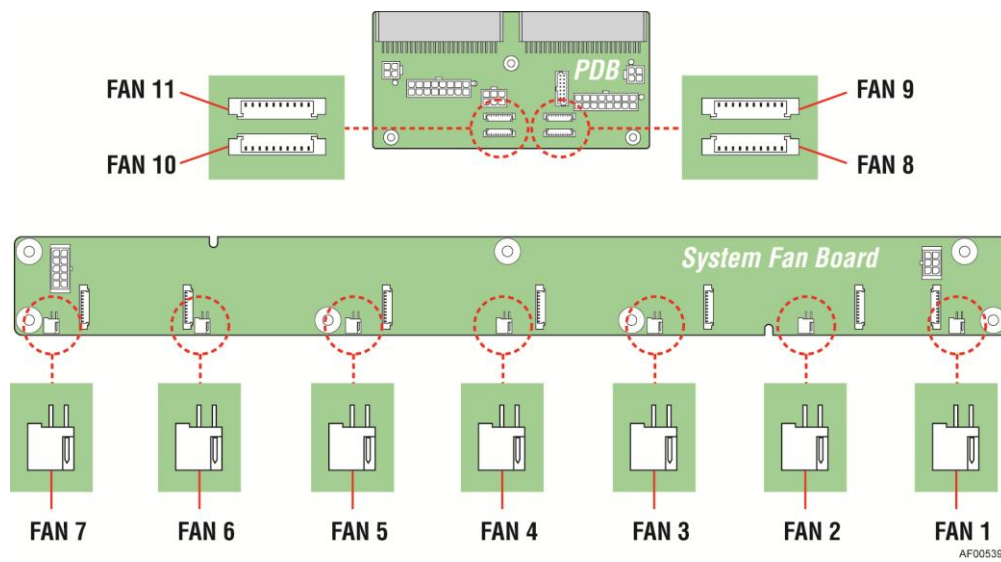 PDB
FAN 11
FAN 9
FAN 10
FAN 8
System Fan Board
FAN 7
FAN 6
FAN 5
FAN 4
FAN 3
FAN 2
FAN 1
AF00539